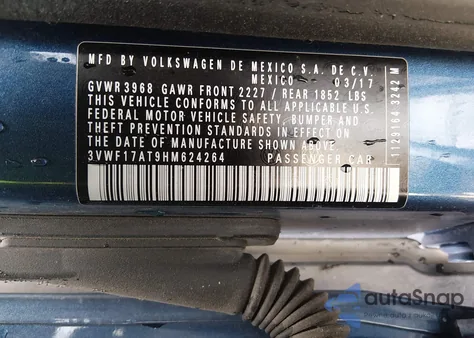 MFD BY VOLKSWAGEN DE MEXICO S.A. DE C.V.
MEXICO 03/17
GVWR 3968 GAWR FRONT 2227 / REAR 1852 LBS
THIS VEHICLE CONFORMS TO ALL APPLICABLE U.S.
FEDERAL MOTOR VEHICLE SAFETY, BUMPER AND
THEFT PREVENTION STANDARDS IN EFFECT ON THE
DATE OF MANUFACTURE SHOWN ABOVE.
3VWF17AT9HM624264 PASSENGER CAR
1123164 3242 M
autoSnap